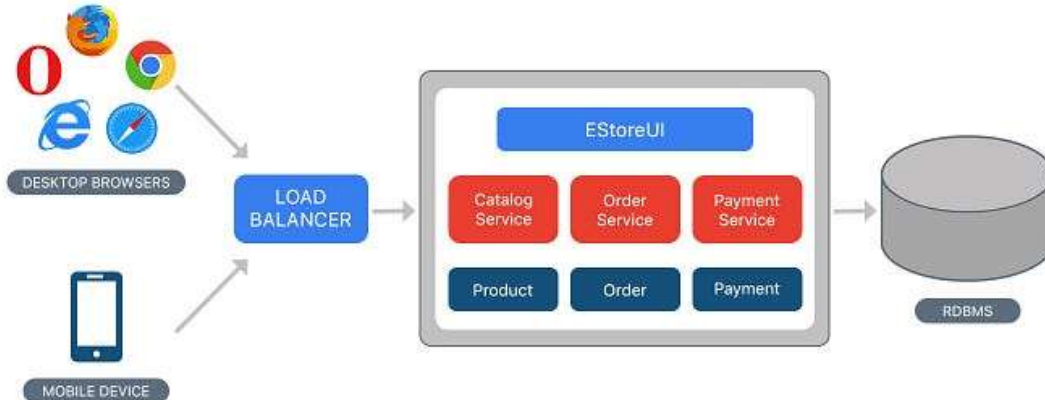 DESKTOP BROWSERS
LOAD
BALANCER
MOBILE DEVICE
EStoreUI
Catalog
Service
Order
Service
Payment
Service
Product
Order
Payment
RDBMS